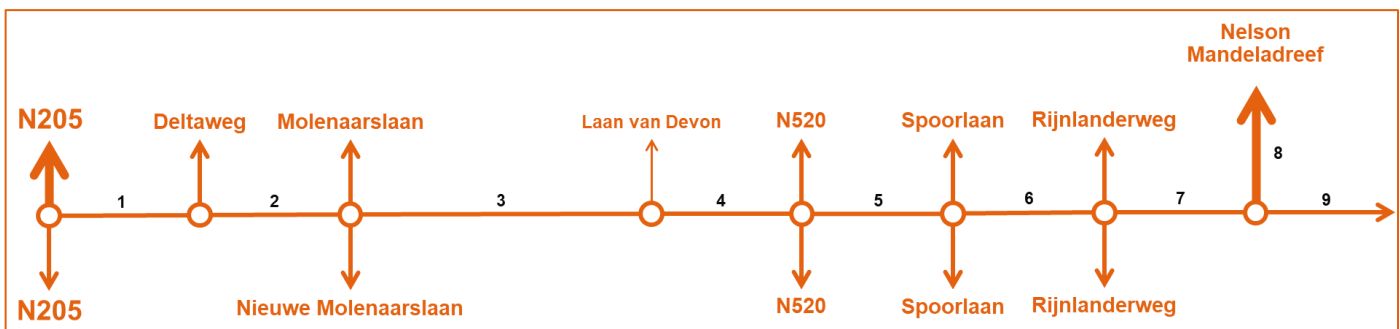 Nelson
Mandeladreef
N205
Deltaweg
Molenaarslaan
Laan van Devon
N520
Spoorlaan
Rijnlanderweg
1
2
3
4
5
6
7
8
9
N205
Nieuwe Molenaarslaan
N520
Spoorlaan
Rijnlanderweg